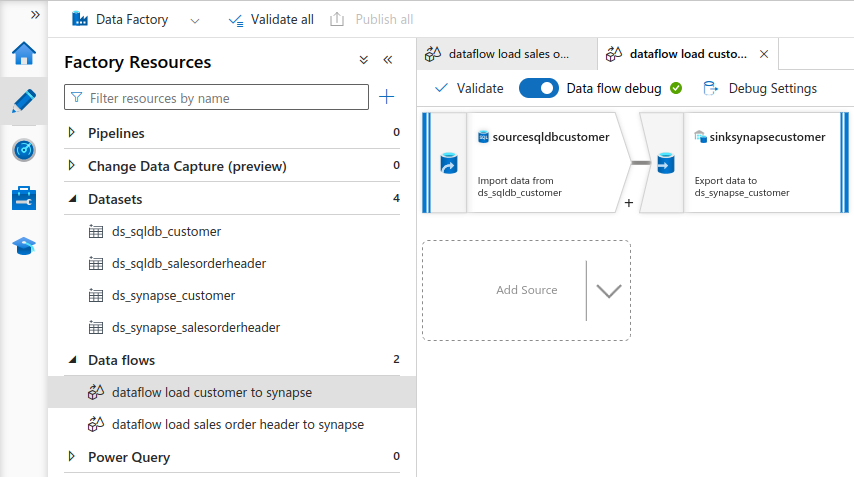 Data Factory
Validate all
Publish all
Factory Resources
Filter resources by name
Pipelines 0
Change Data Capture (preview) 0
Datasets 4
ds_sqldb_customer
ds_sqldb_salesorderheader
ds_synapse_customer
ds_synapse_salesorderheader
Data flows 2
dataflow load customer to synapse
dataflow load sales order header to synapse
Power Query 0
dataflow load sales o...
dataflow load custo...
Validate
Data flow debug
Debug Settings
SQL
sourcesqldbcustomer
Import data from
ds_sqldb_customer
+
sinksynapsecustomer
Export data to
ds_synapse_customer
Add Source